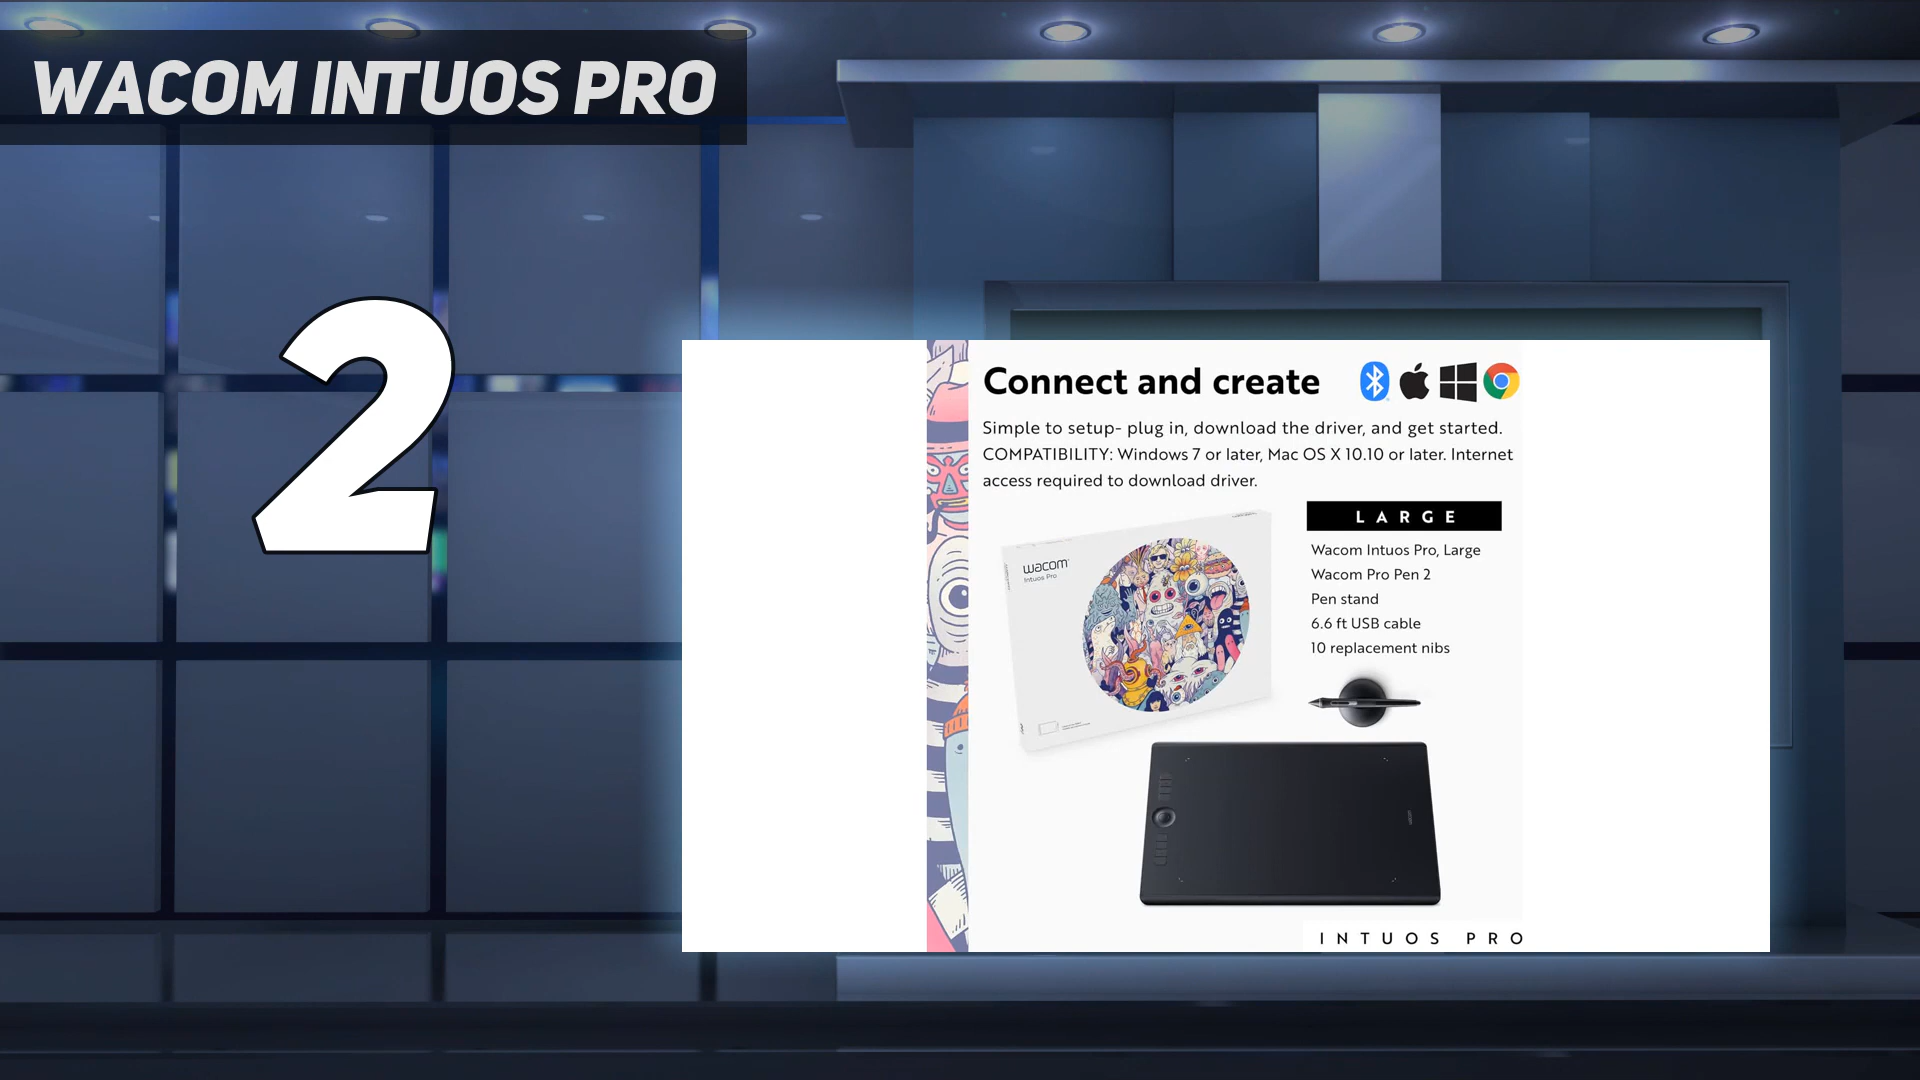 WACOM INTUOS PRO
2
Connect and create
Simple to setup- plug in, download the driver, and get started.
COMPATIBILITY: Windows 7 or later, Mac OS X 10.10 or later. Internet
access required to download driver.
LARGE
Wacom Intuos Pro, Large
Wacom Pro Pen 2
Pen stand
6.6 ft USB cable
10 replacement nibs
wacom
Intuos Pro
INTUOS PRO